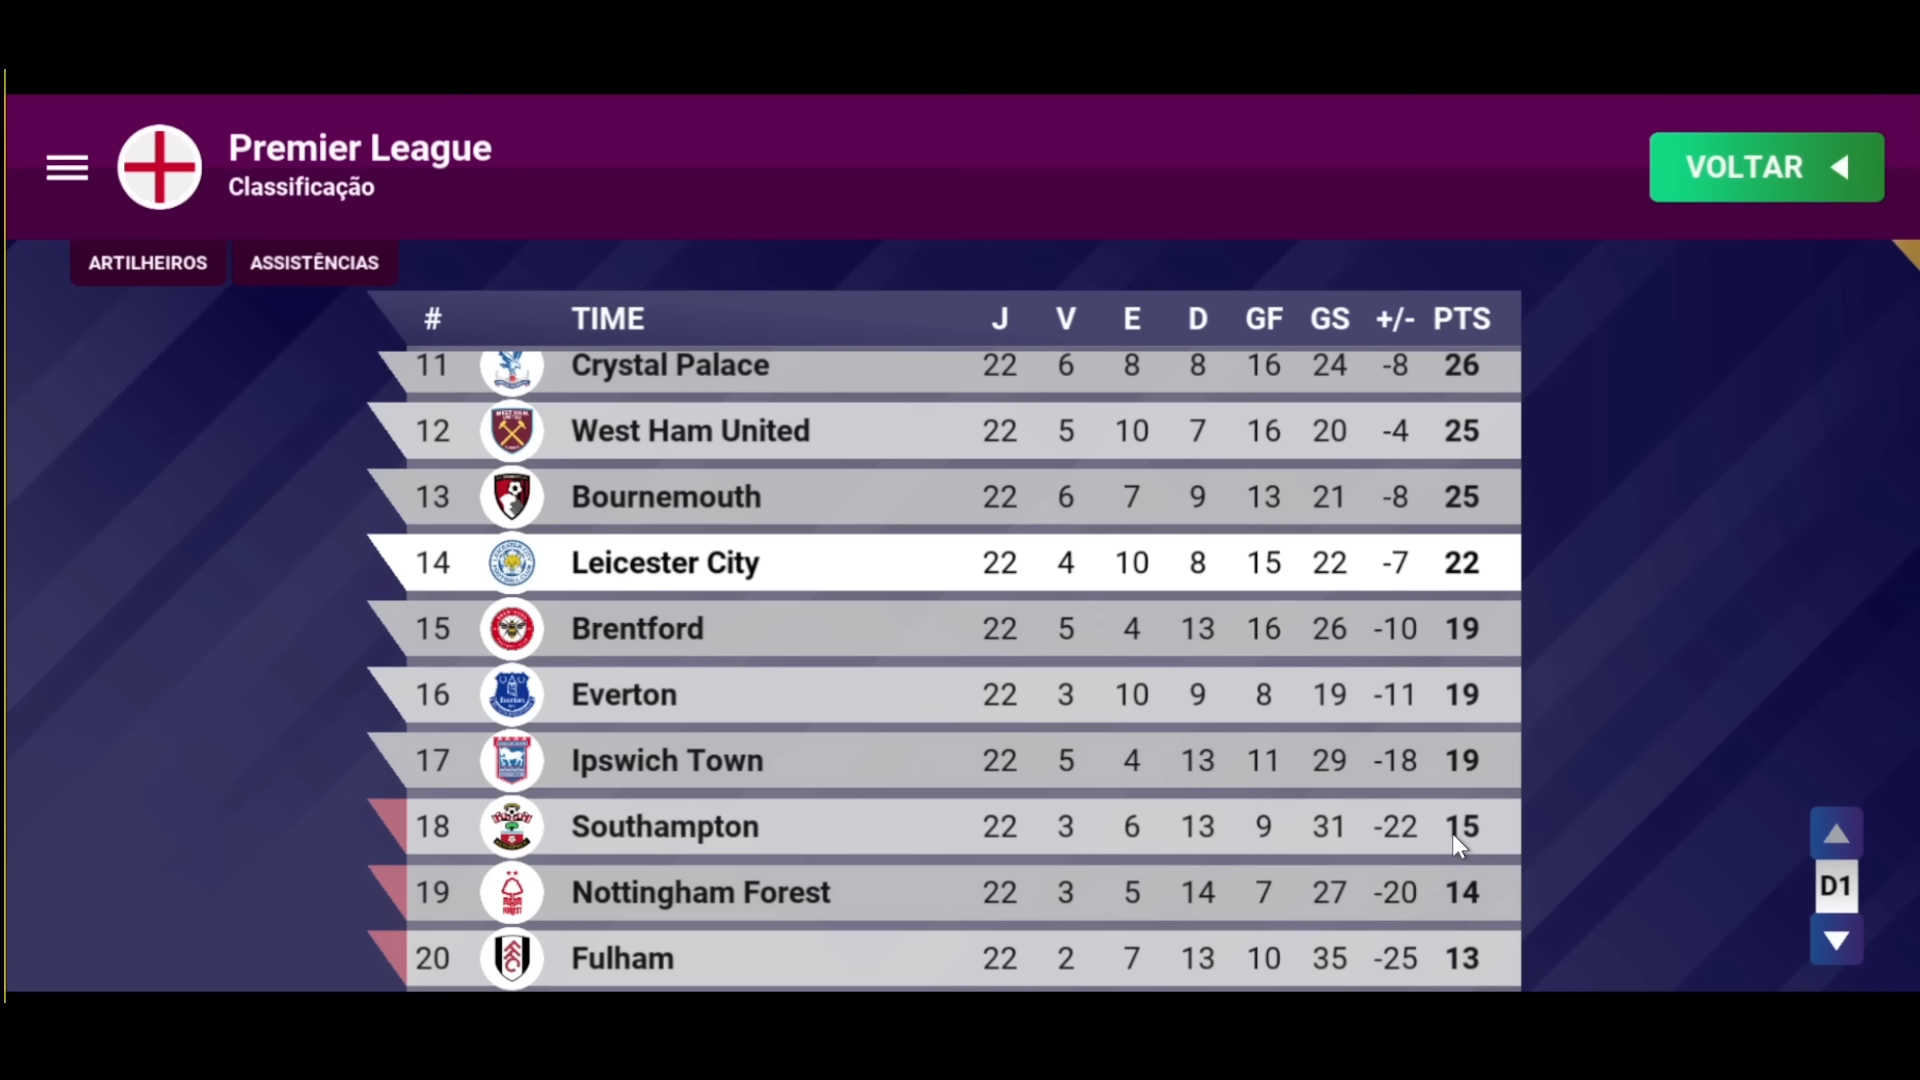 Premier League
Classificação
VOLTAR
ARTILHEIROS ASSISTÊNCIAS
# TIME J V E D GF GS +/- PTS
11 Crystal Palace 22 6 8 8 16 24 -8 26
12 West Ham United 22 5 10 7 16 20 -4 25
13 Bournemouth 22 6 7 9 13 21 -8 25
14 Leicester City 22 4 10 8 15 22 -7 22
15 Brentford 22 5 4 13 16 26 -10 19
16 Everton 22 3 10 9 8 19 -11 19
17 Ipswich Town 22 5 4 13 11 29 -18 19
18 Southampton 22 3 6 13 9 31 -22 15
19 Nottingham Forest 22 3 5 14 7 27 -20 14
20 Fulham 22 2 7 13 10 35 -25 13
D1